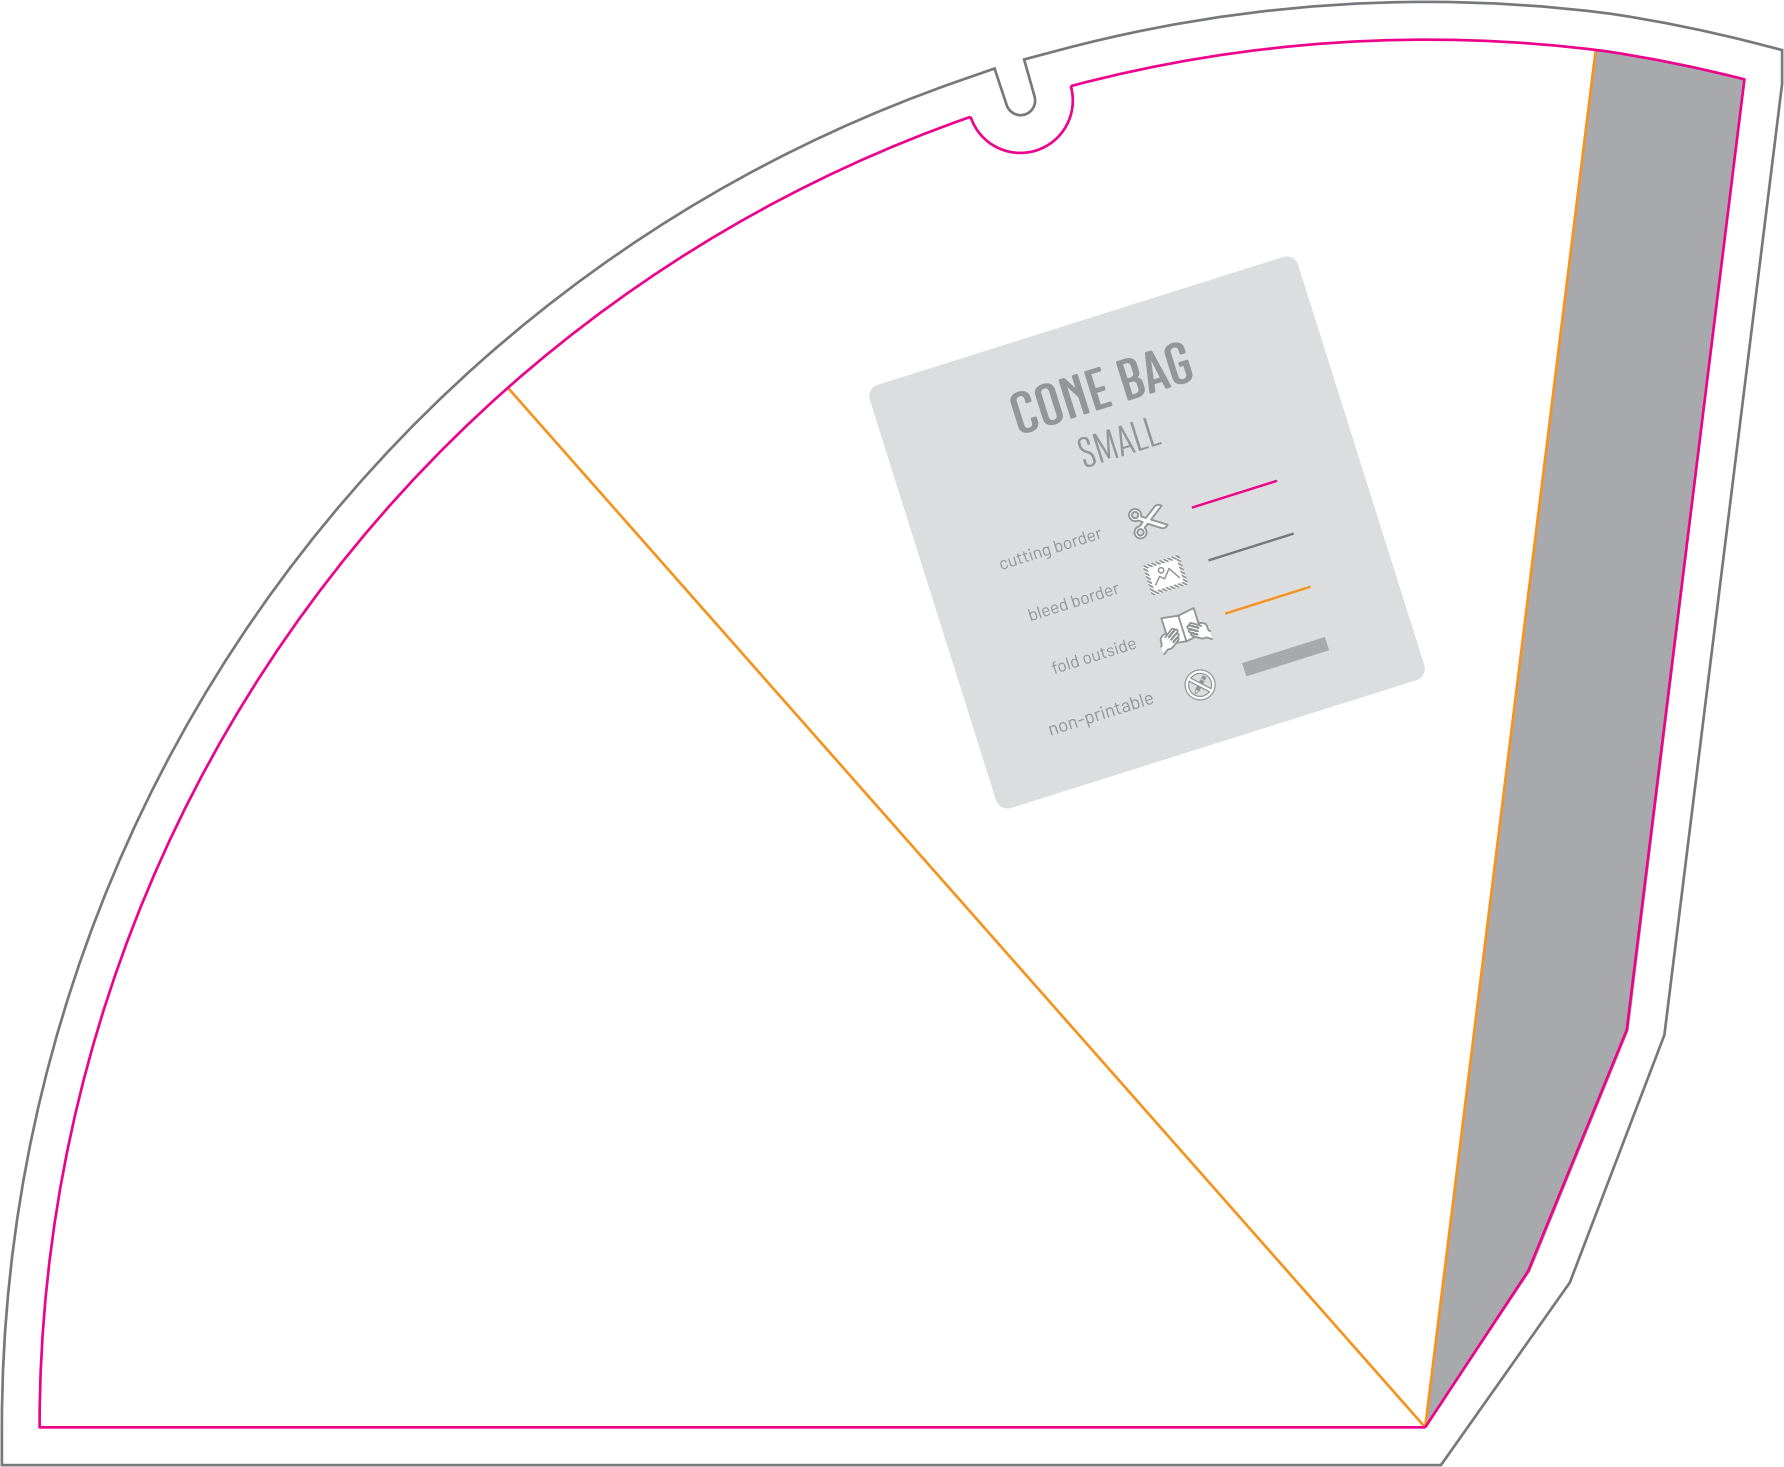 CONE BAG
SMALL
cutting border
bleed border
fold outside
non-printable